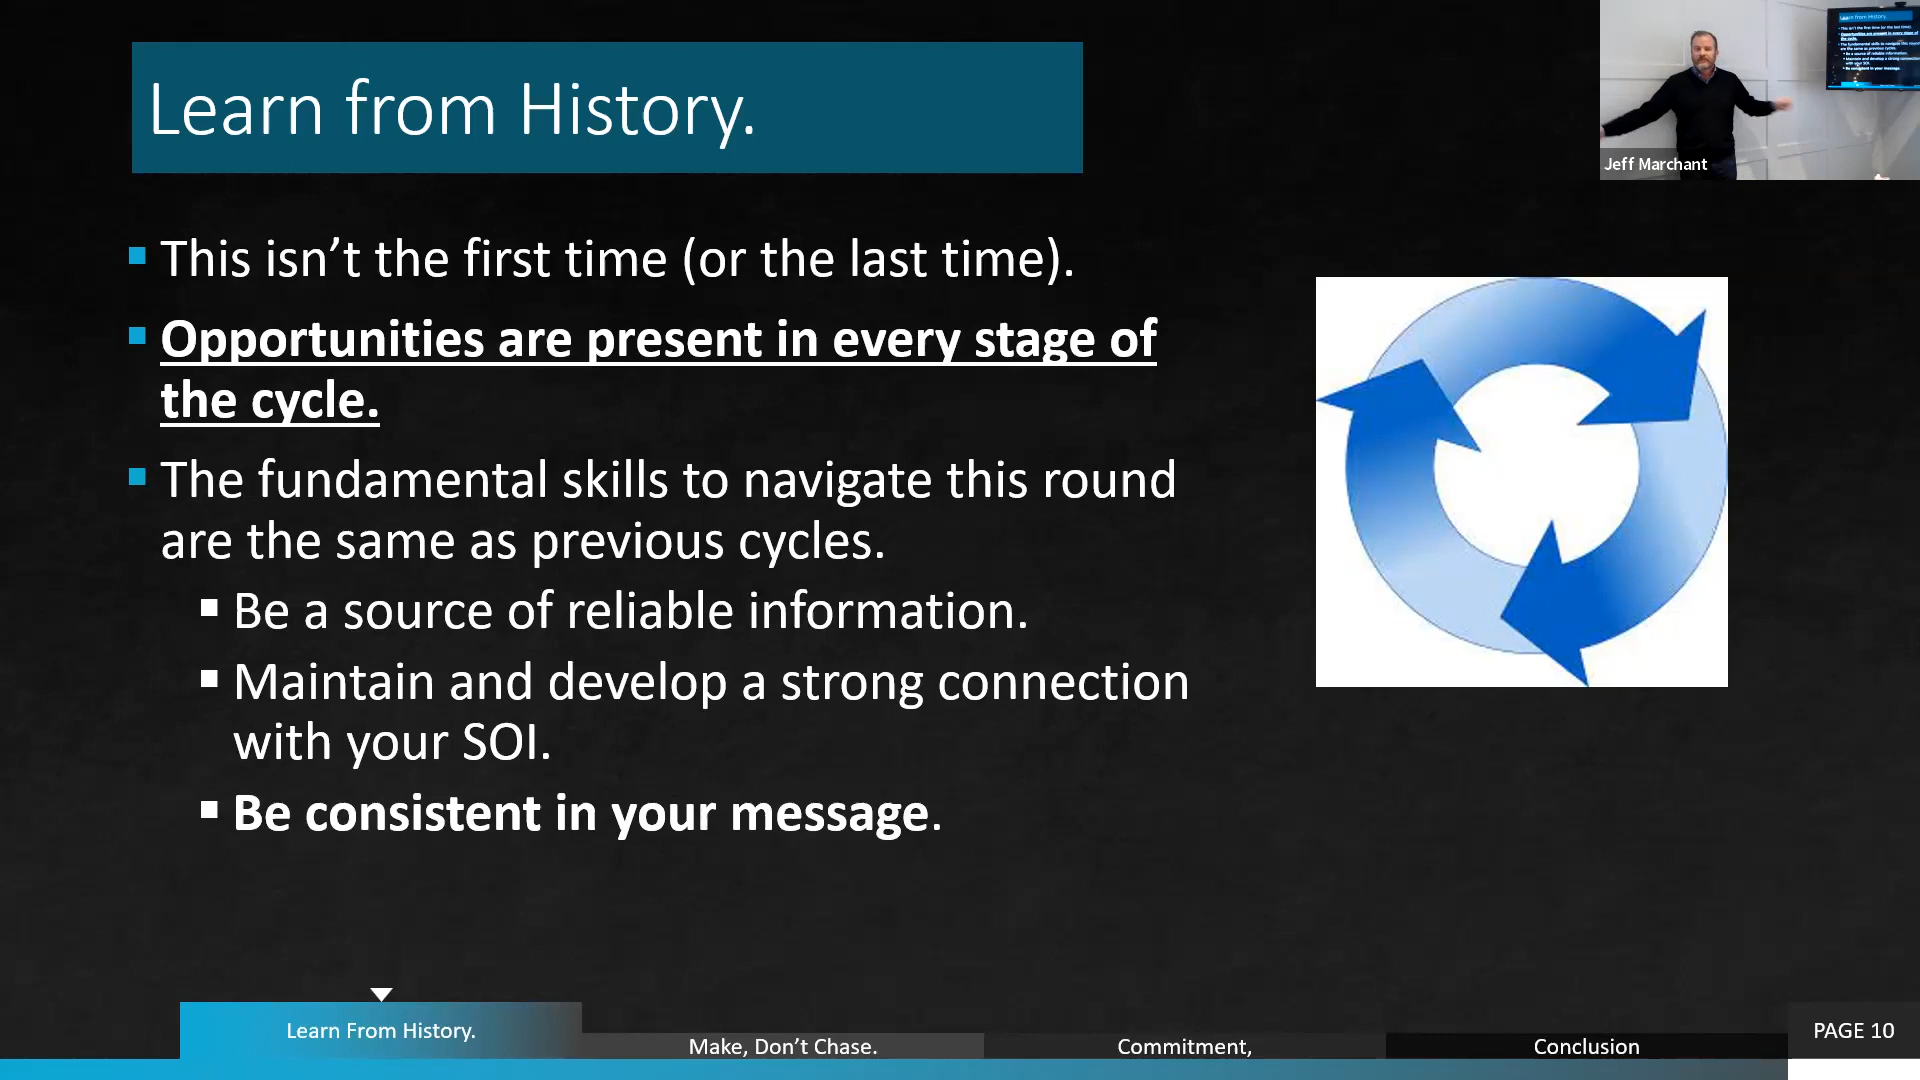 Learn from History.
Jeff Marchant
This isn’t the first time (or the last time).
Opportunities are present in every stage of
the cycle.
The fundamental skills to navigate this round
are the same as previous cycles.
Be a source of reliable information.
Maintain and develop a strong connection
with your SOI.
Be consistent in your message.
Learn From History.
Make, Don’t Chase.
Commitment,
Conclusion
PAGE 10